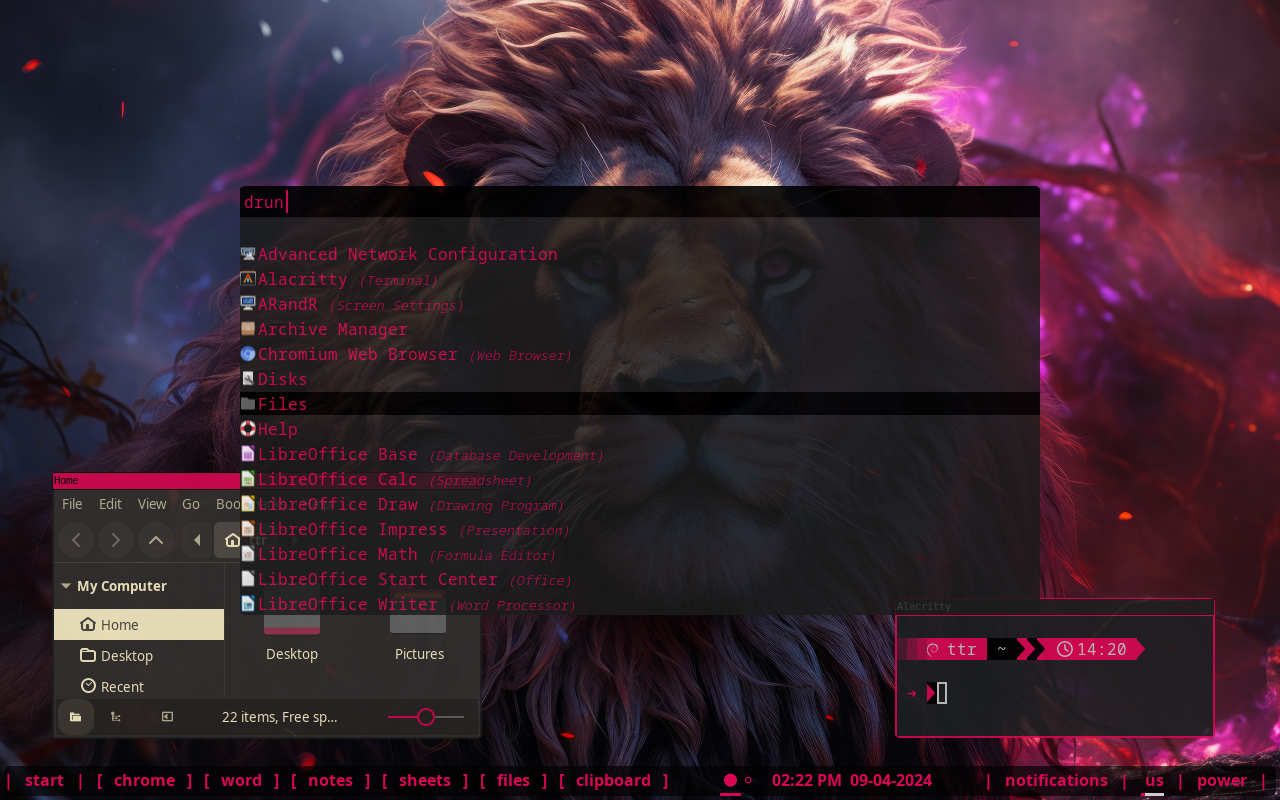 drun
Advanced Network Configuration
Alacritty (Terminal)
ARandR (Screen Settings)
Archive Manager
Chromium Web Browser (Web Browser)
Disks
Files
Help
LibreOffice Base (Database Development)
LibreOffice Calc (Spreadsheet)
LibreOffice Draw (Drawing Program)
LibreOffice Impress (Presentation)
LibreOffice Math (Formula Editor)
LibreOffice Start Center (Office)
LibreOffice Writer (Word Processor)
Home
File Edit View Go
ttr
My Computer
Home
Desktop
Recent
Desktop Pictures
22 items, Free sp...
Alacritty
ttr ~ 14:20
| start | [ chrome ] [ word ] [ notes ] [ sheets ] [ files ] [ clipboard ] 02:22 PM 09-04-2024 | notifications | us | power |